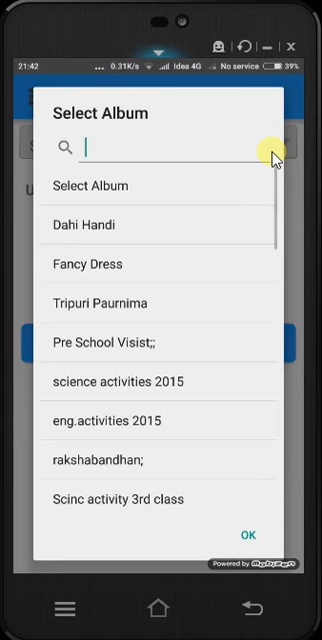 21:42 ... 0.31K/s Idea 4G No service 39%
Select Album
Select Album
Dahi Handi
Fancy Dress
Tripuri Paurnima
Pre School Visist;;
science activities 2015
eng.activities 2015
rakshabandhan;
Scinc activity 3rd class
OK
Powered by Mobizen